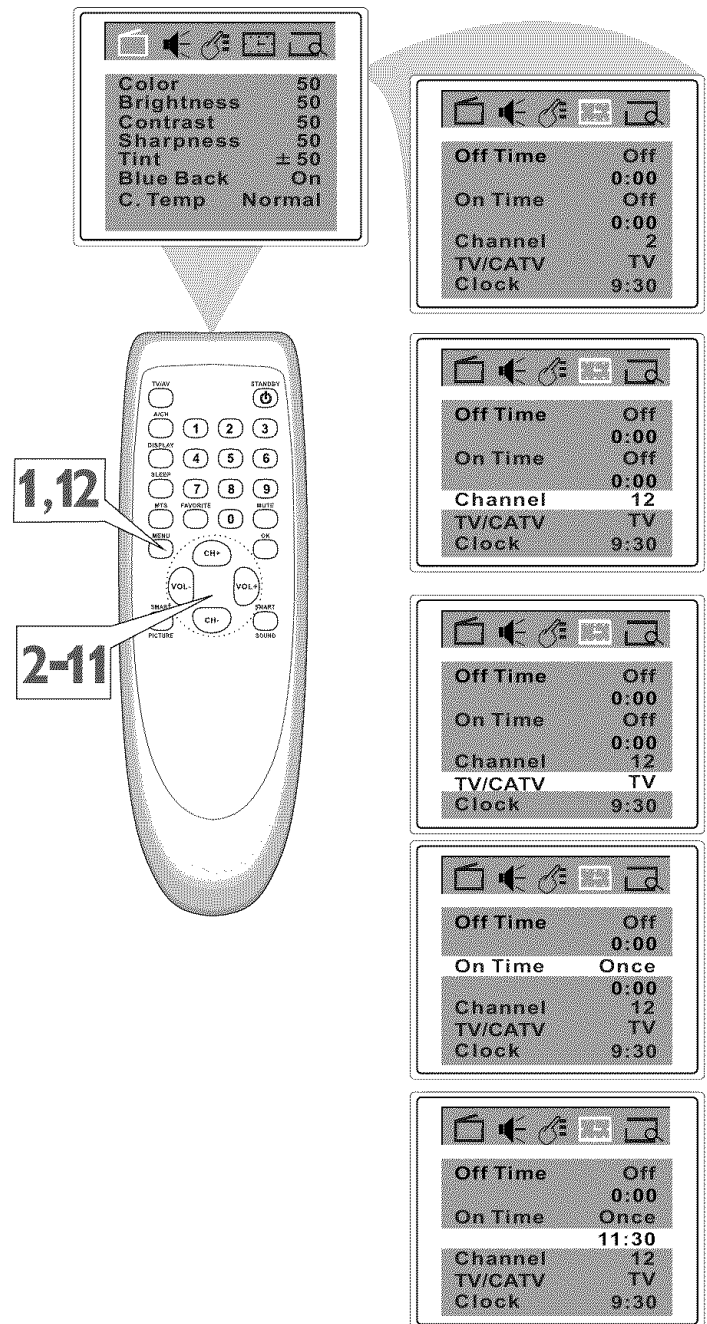 Color 50
Brightness 50
Contrast 50
Sharpness 50
Tint ± 50
Blue Back On
C. Temp Normal
Off Time Off
0:00
On Time Off
0:00
Channel 2
TV/CATV TV
Clock 9:30
TV/AV STANDBY
A/CH 1 2 3
DISPLAY 4 5 6
SLEEP 7 8 9
MTS FAVORITE 0 MUTE
MENU CH+ OK
VOL- VOL+
SMART CH- SMART
PICTURE SOUND
1,12
2-11
Off Time Off
0:00
On Time Off
0:00
Channel 12
TV/CATV TV
Clock 9:30
Off Time Off
0:00
On Time Off
0:00
Channel 12
TV/CATV TV
Clock 9:30
Off Time Off
0:00
On Time Once
0:00
Channel 12
TV/CATV TV
Clock 9:30
Off Time Off
0:00
On Time Once
11:30
Channel 12
TV/CATV TV
Clock 9:30